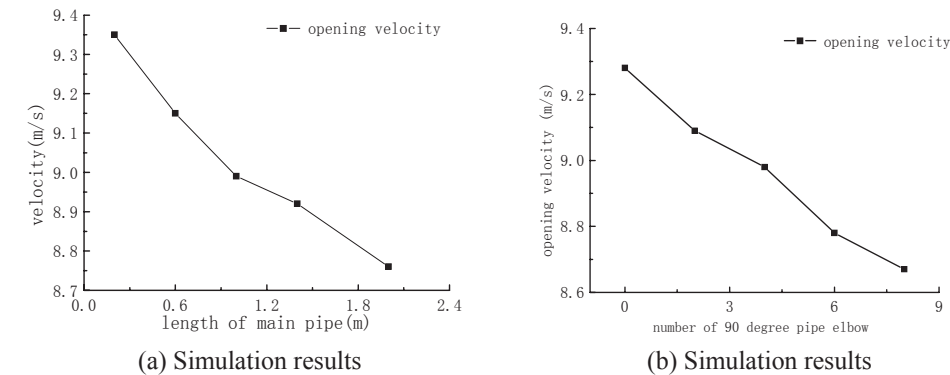 9.4
9.3
9.2
9.1
9.0
8.9
8.8
8.7
0.0 0.6 1.2 1.8 2.4
velocity(m/s)
length of main pipe(m)
opening velocity
(a) Simulation results
9.4
9.2
9.0
8.8
8.6
0 3 6 9
opening velocity (m/s)
number of 90 degree pipe elbow
opening velocity
(b) Simulation results